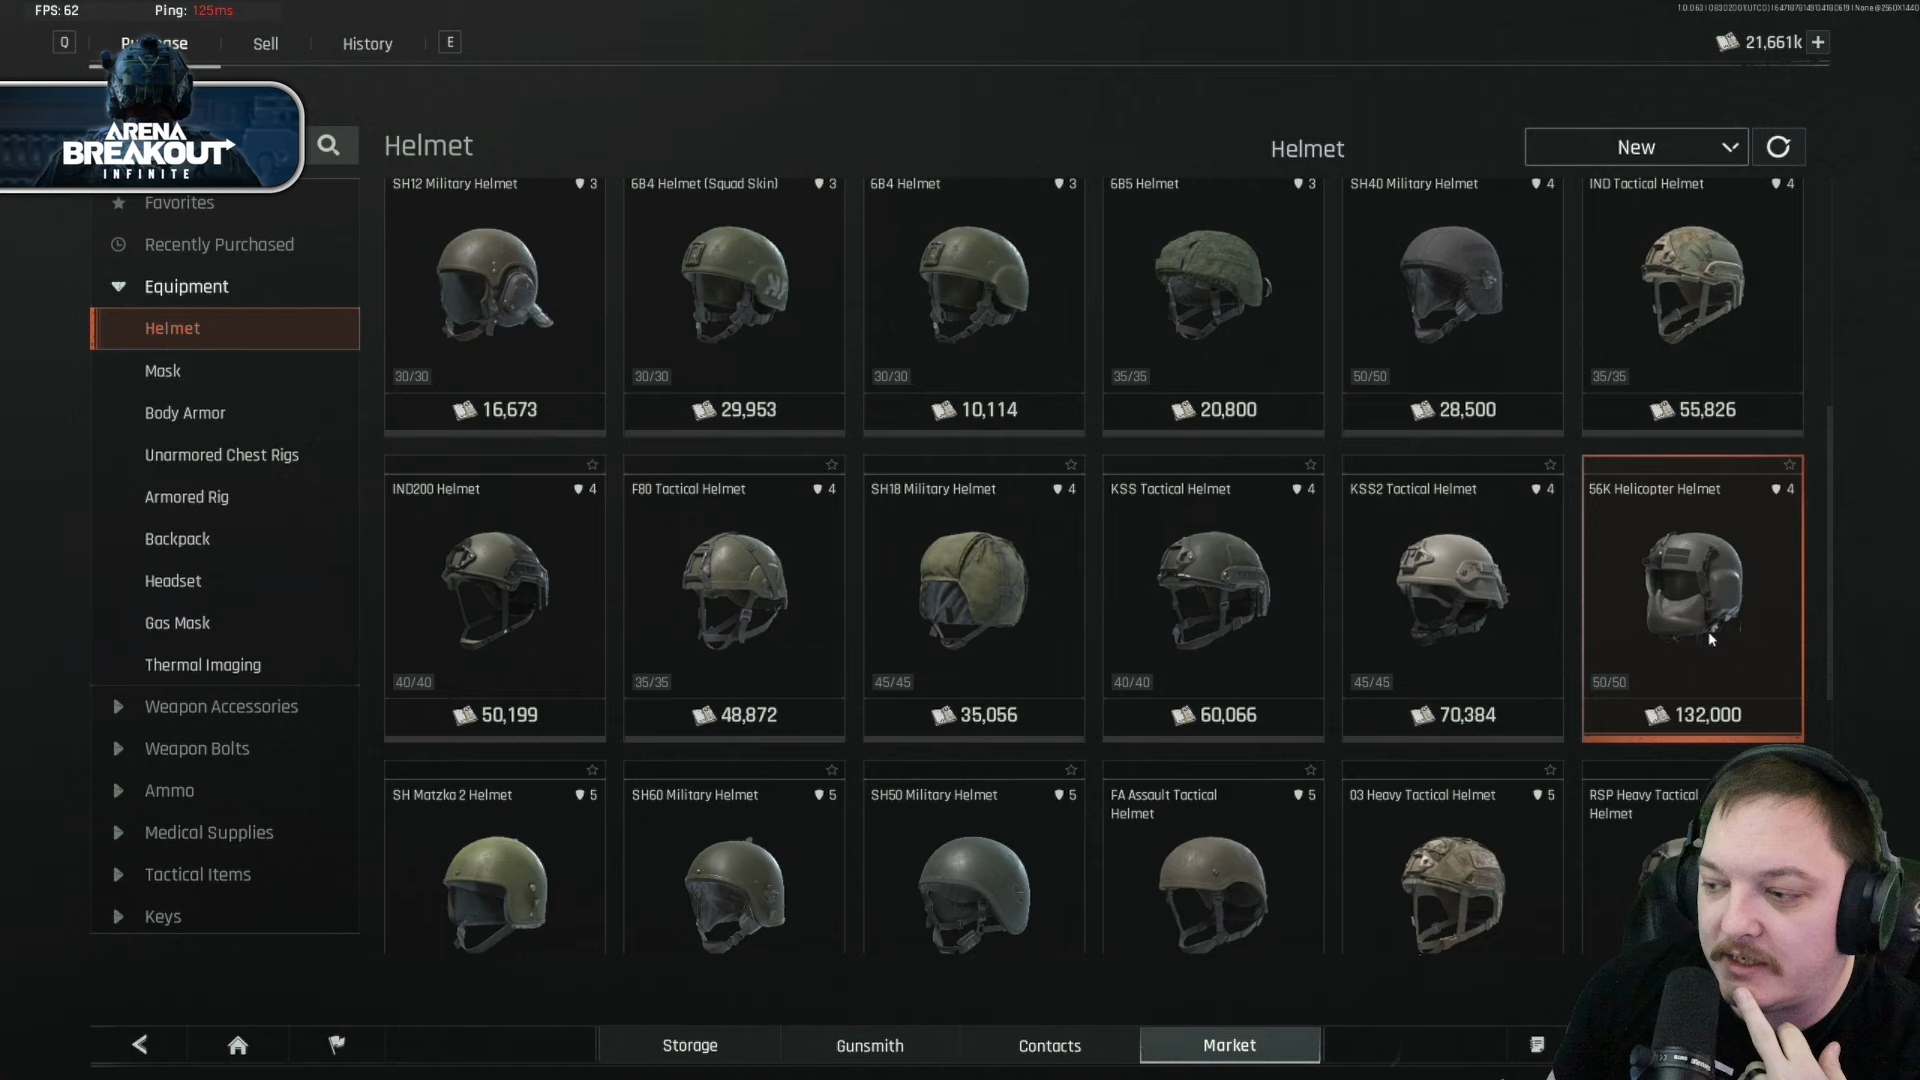 FPS: 62 Ping: 125ms
Q Purchase Sell History E
21,661k +
ARENA
BREAKOUT
INFINITE
Helmet
Helmet
New
Favorites
Recently Purchased
Equipment
Helmet
Mask
Body Armor
Unarmored Chest Rigs
Armored Rig
Backpack
Headset
Gas Mask
Thermal Imaging
Weapon Accessories
Weapon Bolts
Ammo
Medical Supplies
Tactical Items
Keys
SH12 Military Helmet 3
30/30
16,673
6B4 Helmet (Squad Skin) 3
30/30
29,953
6B4 Helmet 3
30/30
10,114
6B5 Helmet 3
35/35
20,800
SH40 Military Helmet 4
50/50
28,500
IND Tactical Helmet 4
35/35
55,826
IND200 Helmet 4
40/40
50,199
F80 Tactical Helmet 4
35/35
48,872
SH18 Military Helmet 4
45/45
35,056
KSS Tactical Helmet 4
40/40
60,066
KSS2 Tactical Helmet 4
45/45
70,384
56K Helicopter Helmet 4
50/50
132,000
SH Matzka 2 Helmet 5
SH60 Military Helmet 5
SH50 Military Helmet 5
FA Assault Tactical 5
Helmet
03 Heavy Tactical Helmet 5
RSP Heavy Tactical
Helmet
Storage Gunsmith Contacts Market